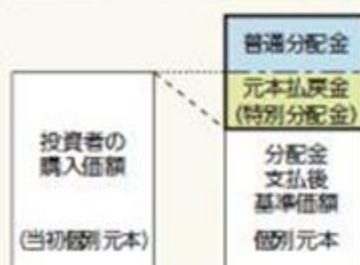 普通分配金
元本払戻金
(特別分配金)
投資者の
購入価額
(当初個別元本)
分配金
支払後
基準価額
個別元本